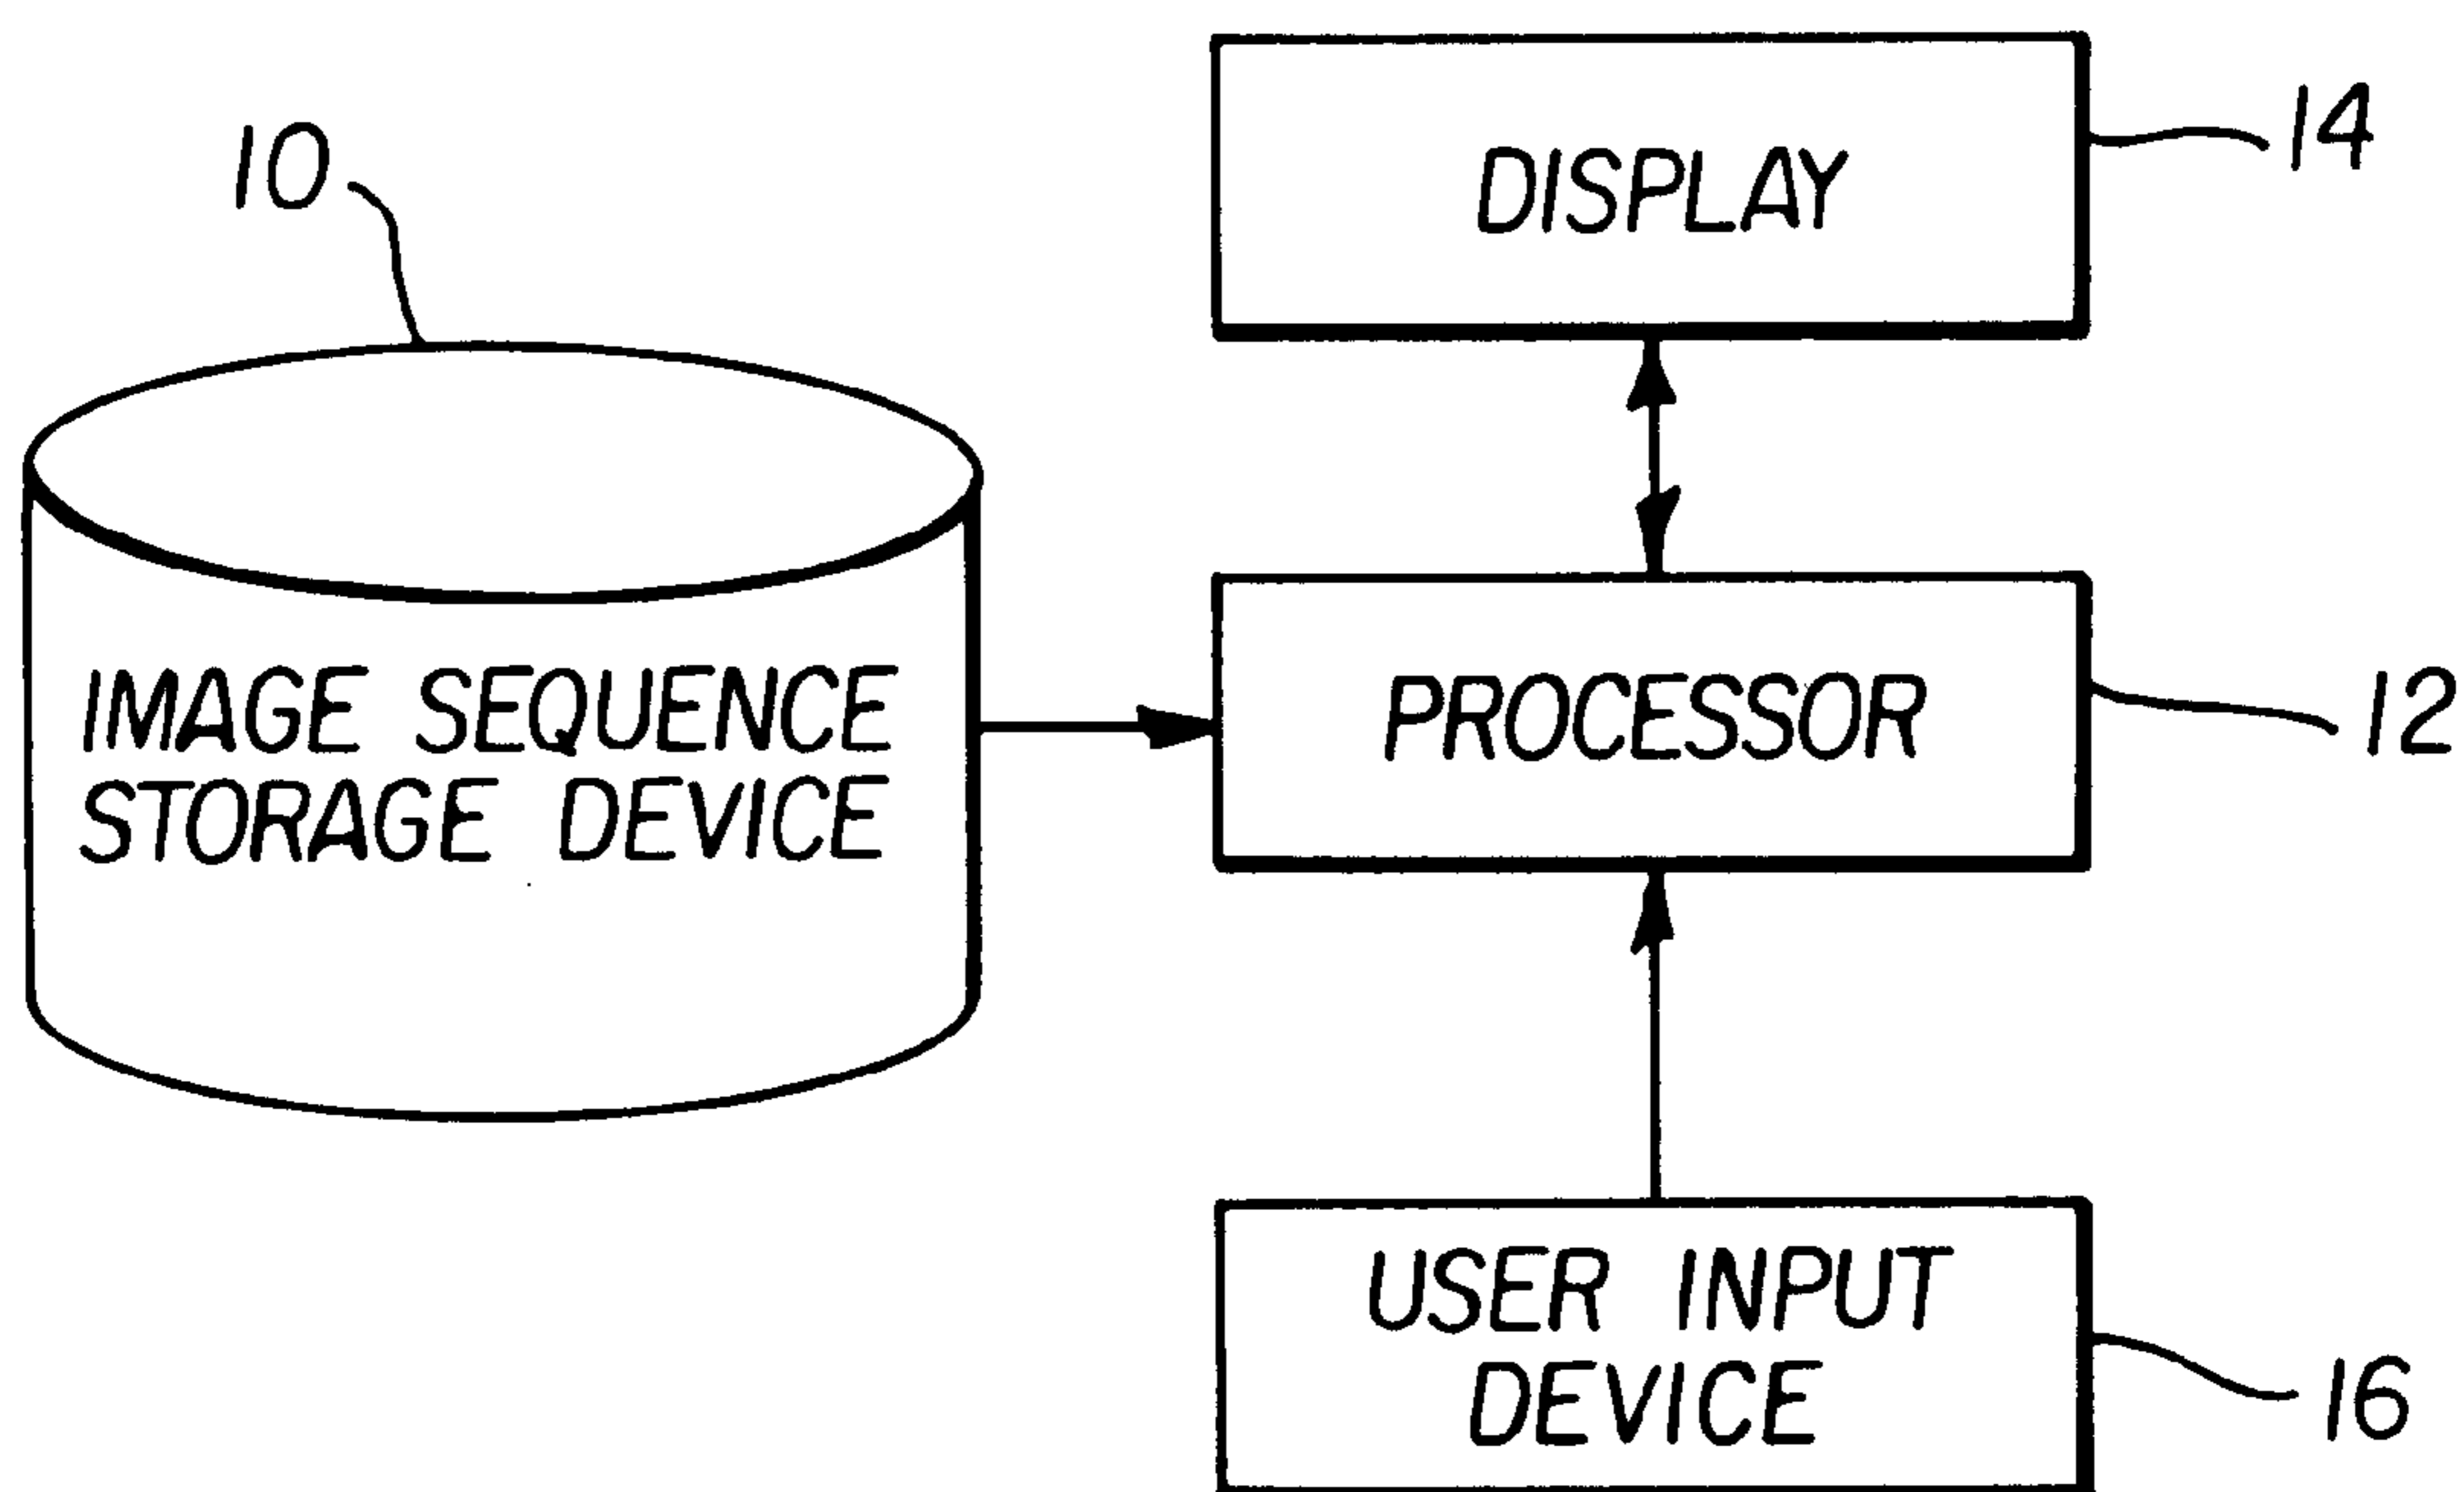 10
IMAGE SEQUENCE
STORAGE DEVICE
DISPLAY
14
PROCESSOR
12
USER INPUT
DEVICE
16